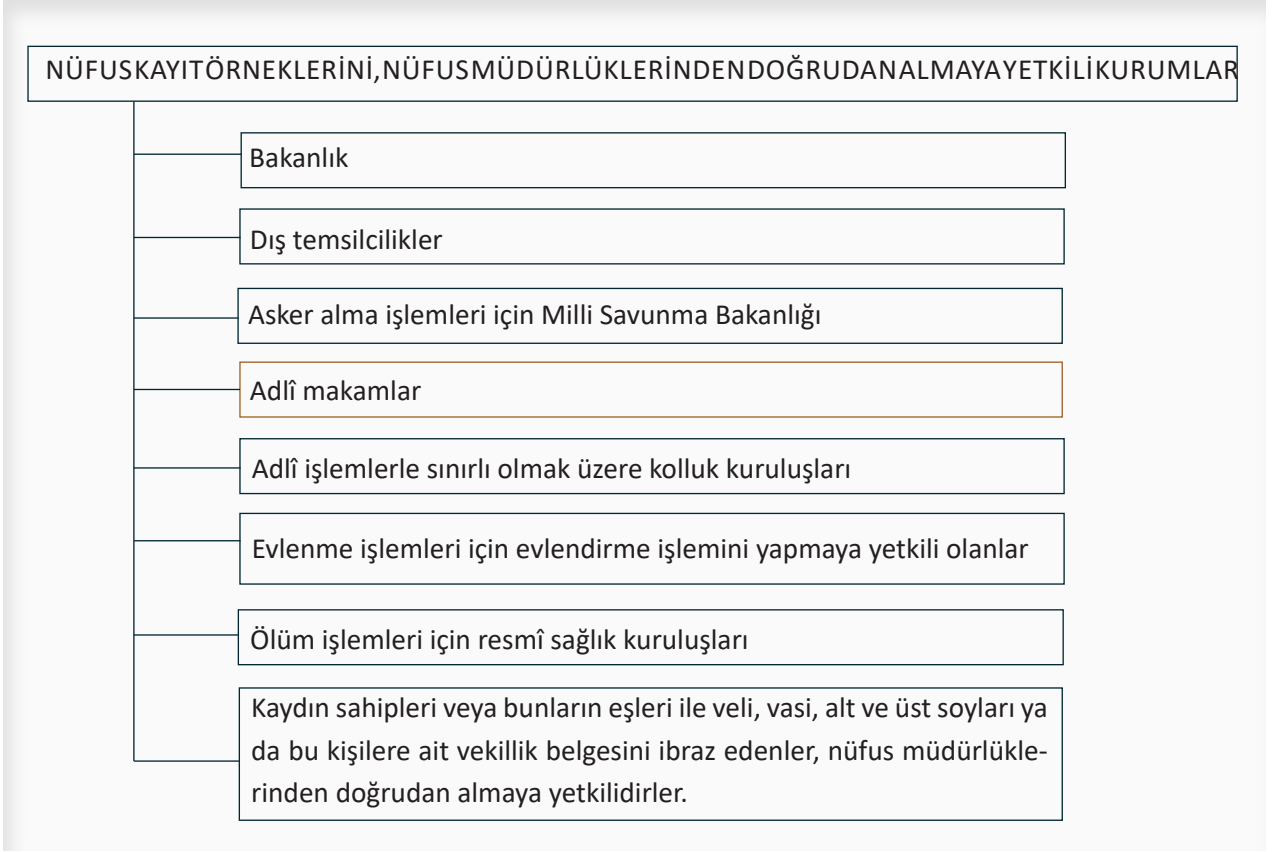 NÜFUSKAYITÖRNEKLERİNİ,NÜFUSMÜDÜRLÜKLERİNDENDOĞRUDANALMAYAYETKİLİKURUMLAR
Bakanlık
Dış temsilcilikler
Asker alma işlemleri için Milli Savunma Bakanlığı
Adlî makamlar
Adlî işlemlerle sınırlı olmak üzere kolluk kuruluşları
Evlenme işlemleri için evlendirme işlemini yapmaya yetkili olanlar
Ölüm işlemleri için resmî sağlık kuruluşları
Kaydın sahipleri veya bunların eşleri ile veli, vasi, alt ve üst soyları ya
da bu kişilere ait vekillik belgesini ibraz edenler, nüfus müdürlükle-
rinden doğrudan almaya yetkilidirler.